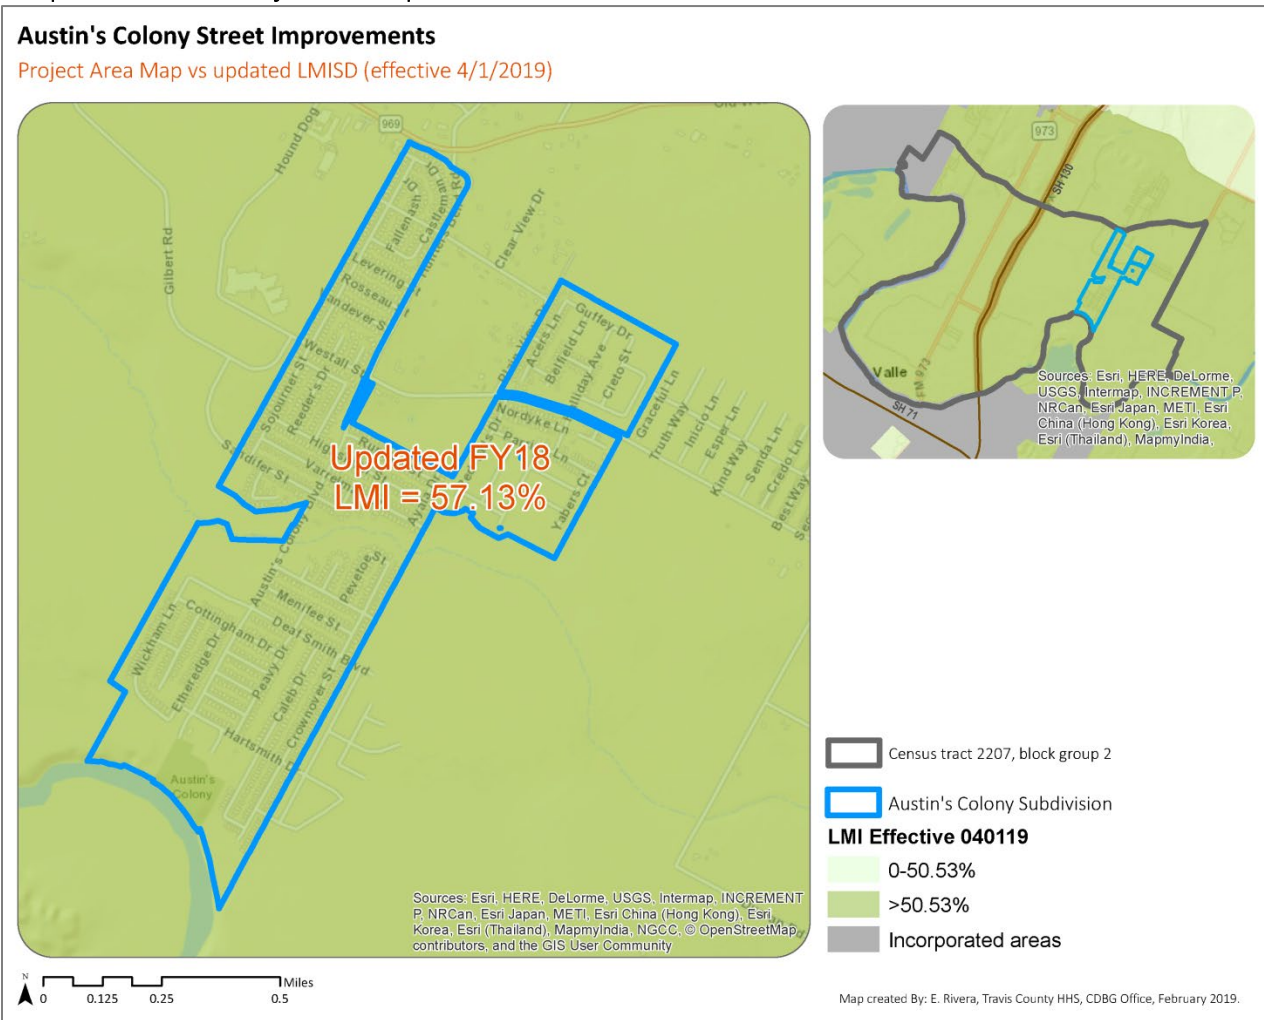 Austin's Colony Street Improvements
Project Area Map vs updated LMISD (effective 4/1/2019)
969
Hound Dog
Gilbert Rd
Fallenash Dr
Castleman Dr
Clear View Dr
Levering
Rosseau
Vandever S
Westall St
Sojourner St
Reeder's Dr
Sandifer St
Guffey Dr
Acers Ln
Belfield Ln
Cleto St
Nordyke Ln
Graceful Ln
Truth Way
Inicio Ln
Esper Ln
Kind Way
Senda Ln
Credo Ln
Best Way
Yabers Ct
Updated FY18
LMI = 57.13%
Austin's Colony Blvd
Pevetoe St
Menifee St
Deaf Smith Blvd
Cottingham Dr
Wickham Ln
Etheredge Dr
Peavy Dr
Caleb Dr
Crownover St
Hartsmith D
Austin's
Colony
Sources: Esri, HERE, DeLorme, USGS, Intermap, INCREMENT
P, NRCan, Esri Japan, METI, Esri China (Hong Kong), Esri
Korea, Esri (Thailand), MapmyIndia, NGCC, © OpenStreetMap
contributors, and the GIS User Community
973
SH 130
FM 973
Valle
SH 71
Sources: Esri, HERE, DeLorme,
USGS, Intermap, INCREMENT P,
NRCan, Esri Japan, METI, Esri
China (Hong Kong), Esri Korea,
Esri (Thailand), MapmyIndia,
Census tract 2207, block group 2
Austin's Colony Subdivision
LMI Effective 040119
0-50.53%
>50.53%
Incorporated areas
N
0 0.125 0.25 0.5
Miles
Map created By: E. Rivera, Travis County HHS, CDBG Office, February 2019.